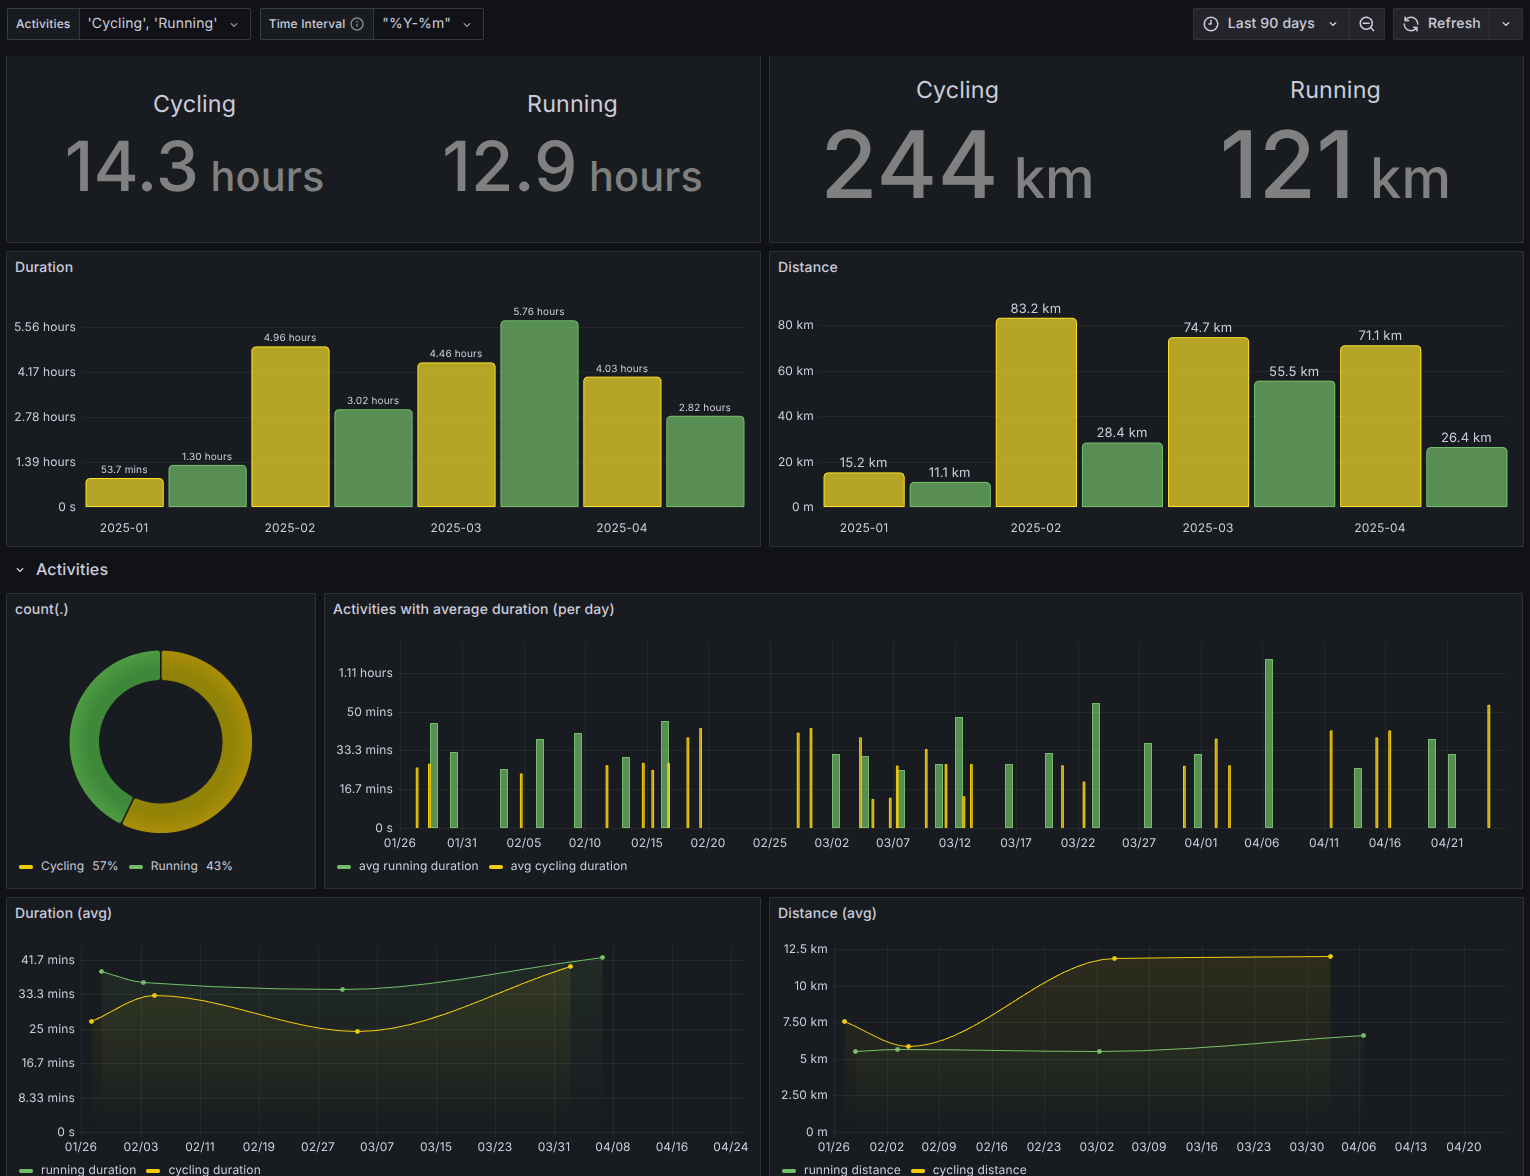 Activities 'Cycling', 'Running' Time Interval "%Y-%m" Last 90 days Refresh
Cycling Running
14.3 hours 12.9 hours
Cycling Running
244 km 121 km
Duration
5.76 hours
5.56 hours
4.96 hours
4.46 hours
4.17 hours
4.03 hours
3.02 hours
2.82 hours
2.78 hours
1.39 hours
53.7 mins
1.30 hours
0 s
2025-01 2025-02 2025-03 2025-04
Distance
83.2 km
80 km
74.7 km
71.1 km
60 km
55.5 km
40 km
28.4 km
26.4 km
20 km
15.2 km
11.1 km
0 m
2025-01 2025-02 2025-03 2025-04
Activities
count(.)
Cycling 57% Running 43%
Activities with average duration (per day)
1.11 hours
50 mins
33.3 mins
16.7 mins
0 s
01/26 01/31 02/05 02/10 02/15 02/20 02/25 03/02 03/07 03/12 03/17 03/22 03/27 04/01 04/06 04/11 04/16 04/21
avg running duration avg cycling duration
Duration (avg)
41.7 mins
33.3 mins
25 mins
16.7 mins
8.33 mins
0 s
01/26 02/03 02/11 02/19 02/27 03/07 03/15 03/23 03/31 04/08 04/16 04/24
running duration cycling duration
Distance (avg)
12.5 km
10 km
7.50 km
5 km
2.50 km
0 m
01/26 02/02 02/09 02/16 02/23 03/02 03/09 03/16 03/23 03/30 04/06 04/13 04/20
running distance cycling distance